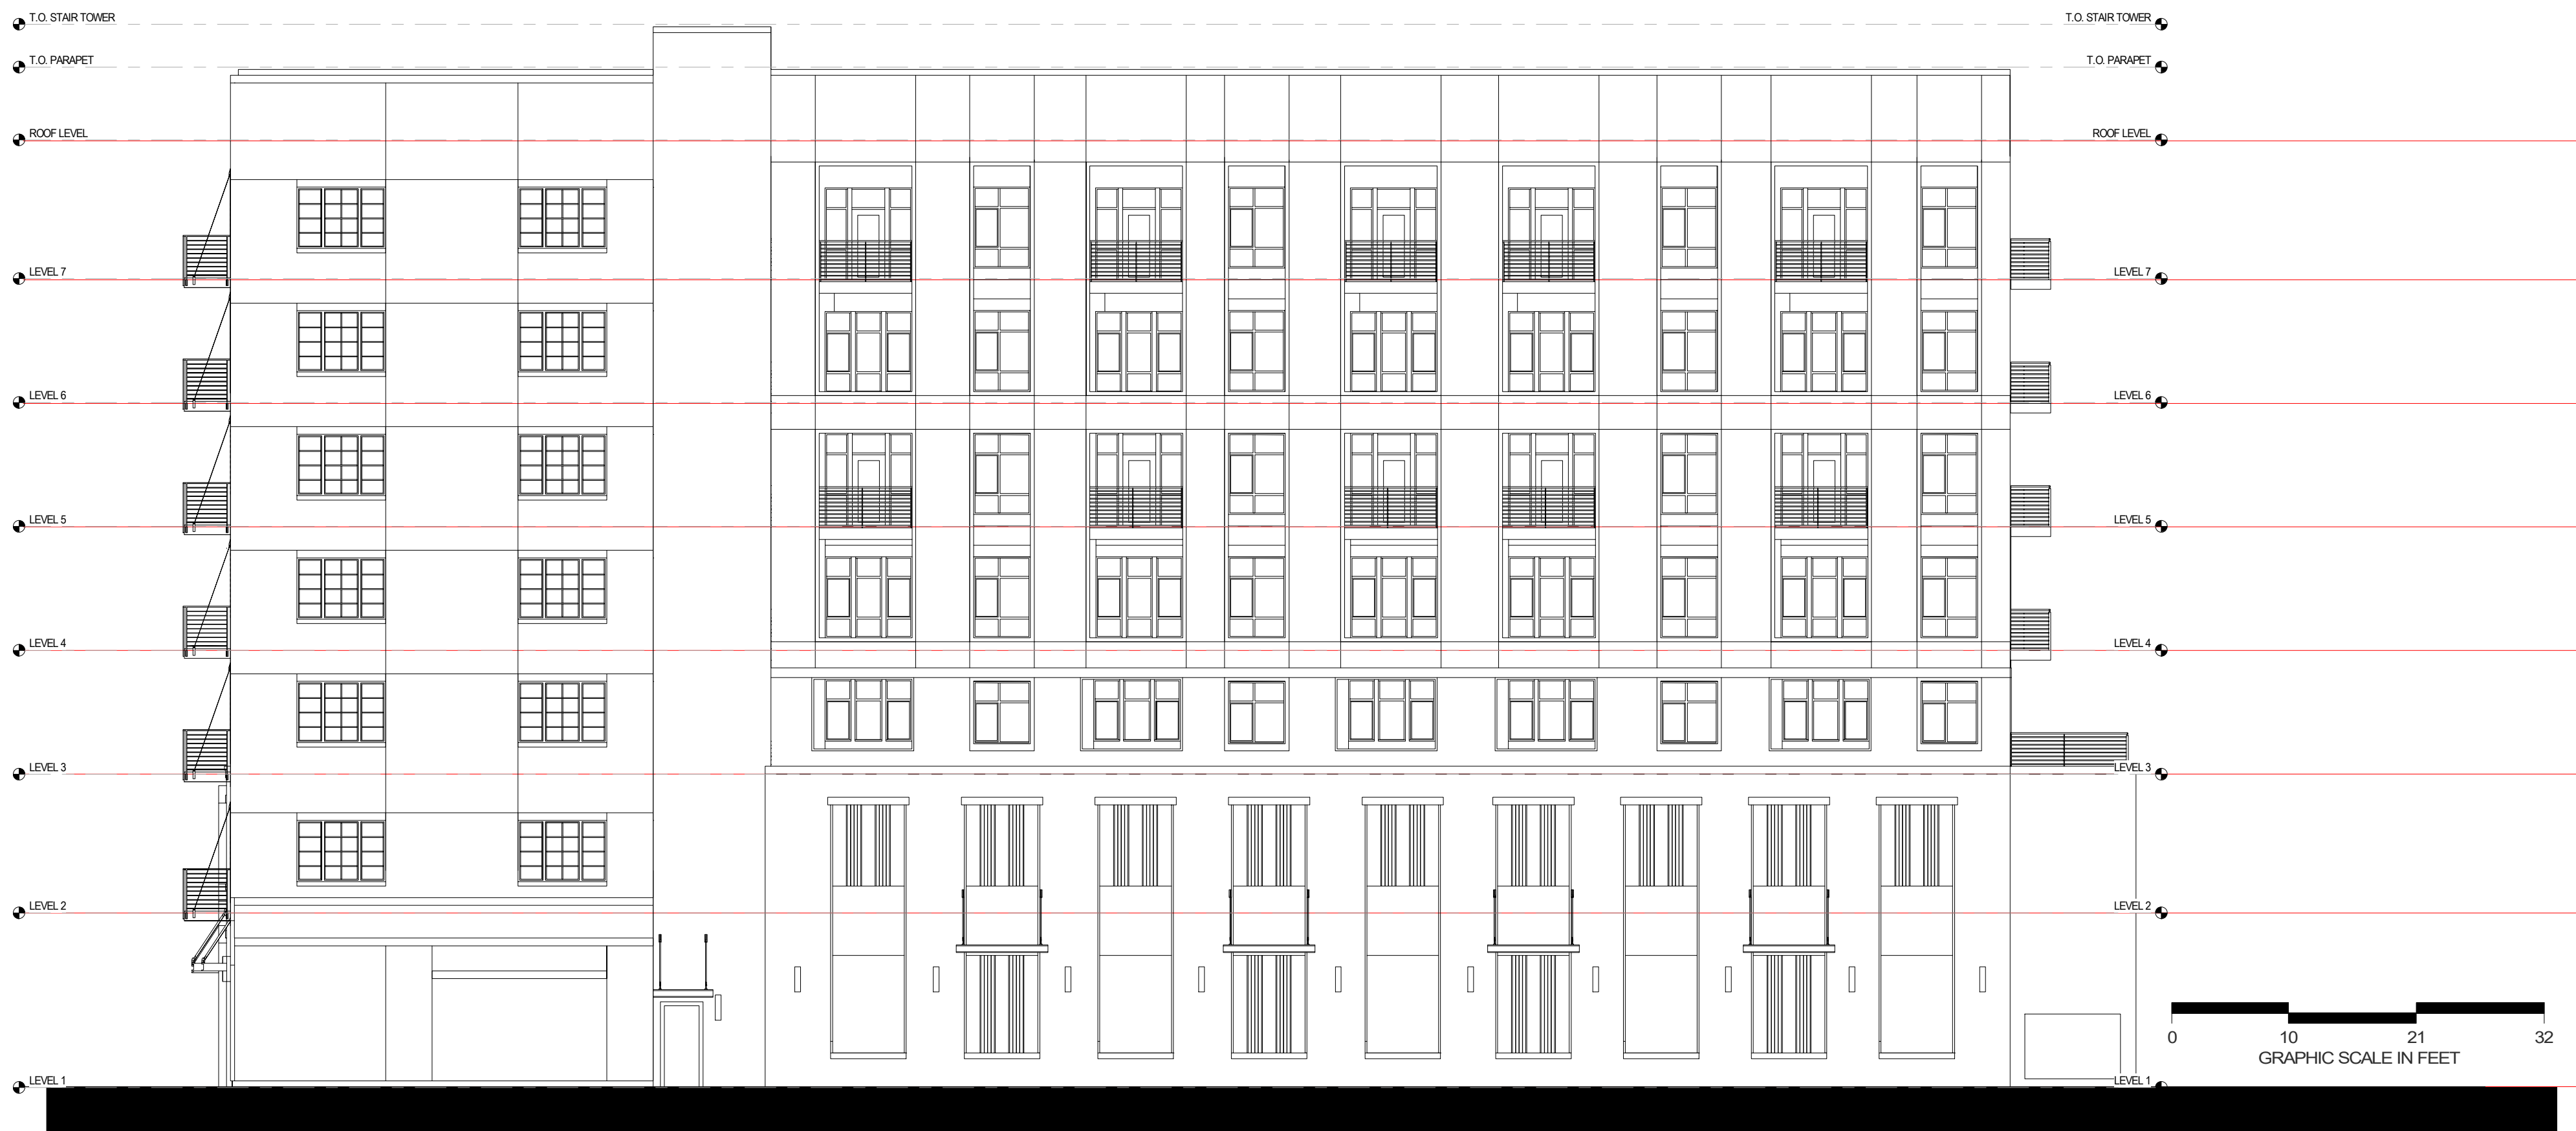 T.O. STAIR TOWER T.O. STAIR TOWER
T.O. PARAPET T.O. PARAPET
ROOF LEVEL ROOF LEVEL
LEVEL 7 LEVEL 7
LEVEL 6 LEVEL 6
LEVEL 5 LEVEL 5
LEVEL 4 LEVEL 4
LEVEL 3 LEVEL 3
LEVEL 2 LEVEL 2
0 10 21 32
GRAPHIC SCALE IN FEET
LEVEL 1 LEVEL 1